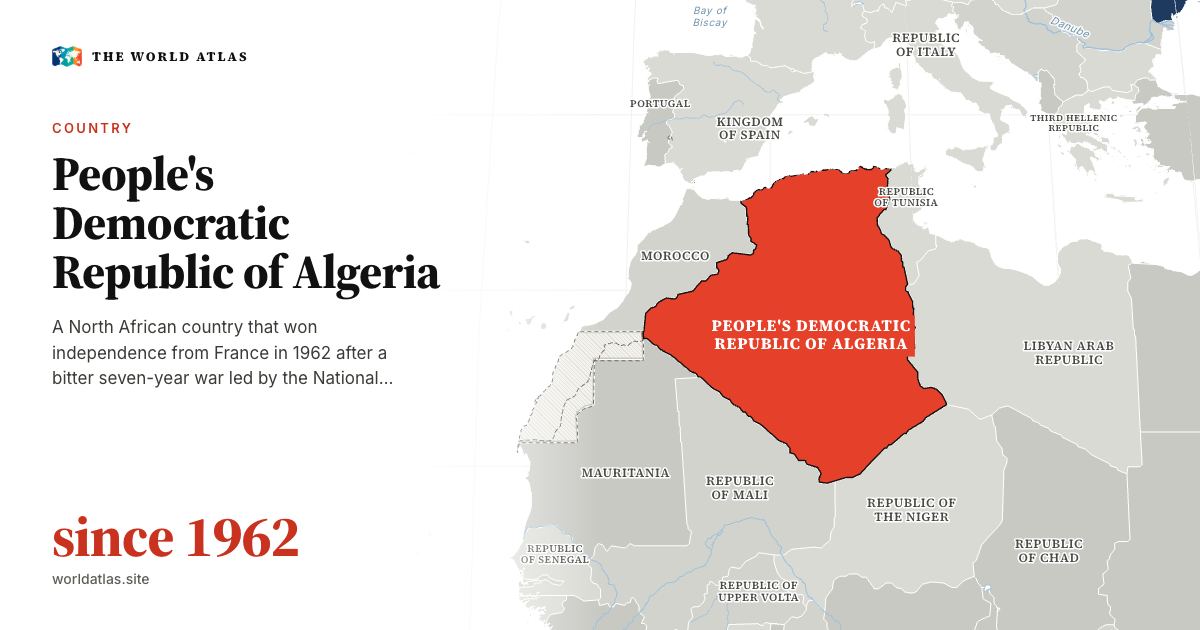 THE WORLD ATLAS
COUNTRY
People's
Democratic
Republic of Algeria
A North African country that won
independence from France in 1962 after a
bitter seven-year war led by the National...
since 1962
worldatlas.site
Bay of
Biscay
Danube
REPUBLIC
OF ITALY
PORTUGAL
KINGDOM
OF SPAIN
THIRD HELLENIC
REPUBLIC
REPUBLIC
OF TUNISIA
MOROCCO
PEOPLE'S DEMOCRATIC
REPUBLIC OF ALGERIA
LIBYAN ARAB
REPUBLIC
MAURITANIA
REPUBLIC
OF MALI
REPUBLIC OF
THE NIGER
REPUBLIC
OF SENEGAL
REPUBLIC
OF CHAD
REPUBLIC OF
UPPER VOLTA